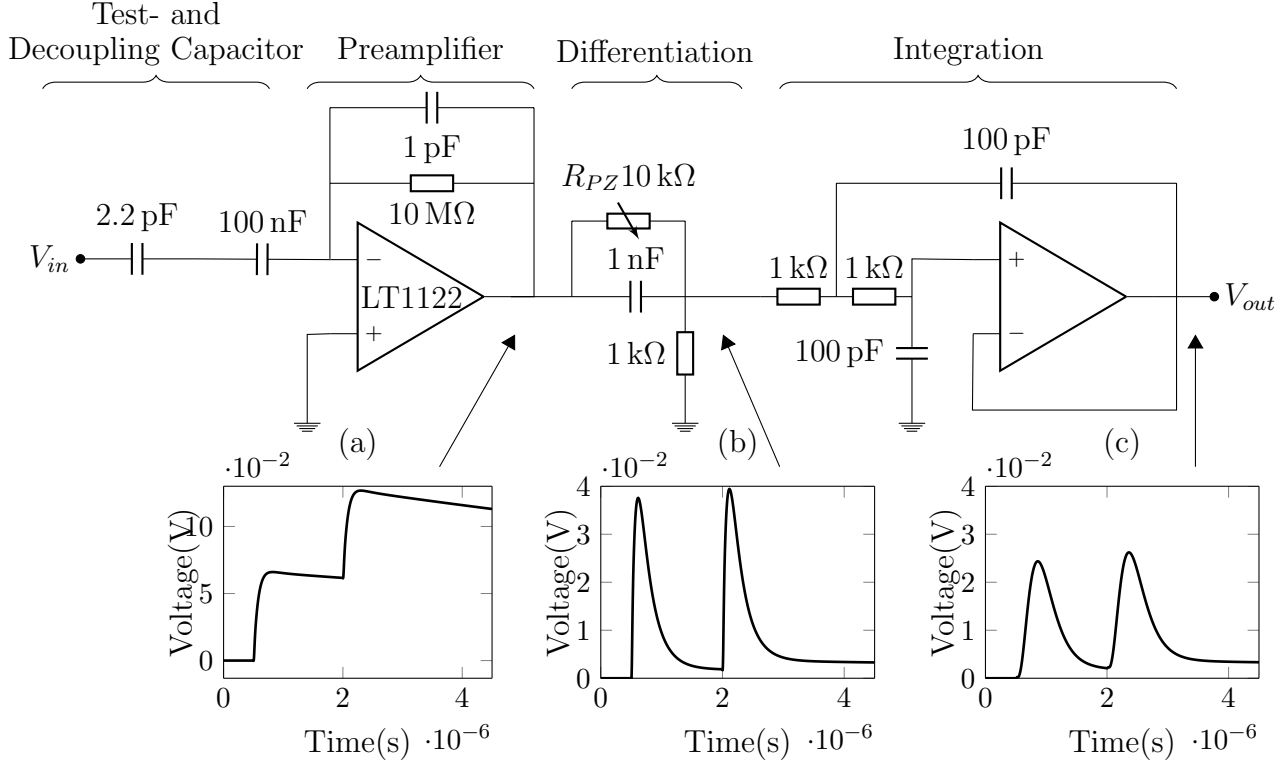 Test- and
Decoupling Capacitor
Preamplifier
Differentiation
Integration
1 pF
100 pF
10 MΩ
R_PZ 10 kΩ
2.2 pF
100 nF
1 nF
V_in
−
LT1122
+
1 kΩ
1 kΩ
1 kΩ
100 pF
+
−
V_out
(a)
(b)
(c)
·10⁻²
10
5
0
Voltage(V)
0
2
4
Time(s)
·10⁻⁶
·10⁻²
4
3
2
1
0
Voltage(V)
0
2
4
Time(s)
·10⁻⁶
·10⁻²
4
3
2
1
0
Voltage(V)
0
2
4
Time(s)
·10⁻⁶